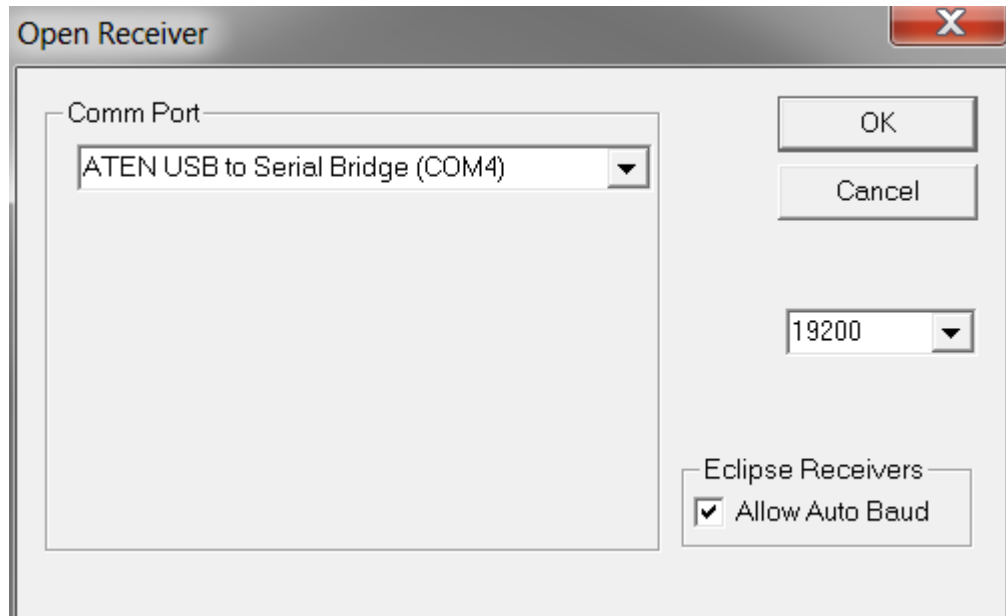 Open Receiver
X
Comm Port
ATEN USB to Serial Bridge (COM4)
OK
Cancel
19200
Eclipse Receivers
Allow Auto Baud